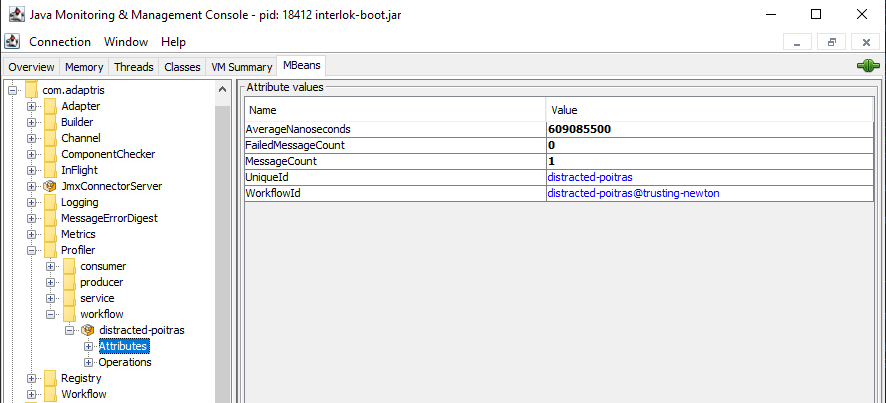 Java Monitoring & Management Console - pid: 18412 interlok-boot.jar
Connection Window Help
Overview Memory Threads Classes VM Summary MBeans
com.adaptris
Adapter
Builder
Channel
ComponentChecker
InFlight
JmxConnectorServer
Logging
MessageErrorDigest
Metrics
Profiler
consumer
producer
service
workflow
distracted-poitras
Attributes
Operations
Registry
Workflow
Attribute values
Name Value
AverageNanoseconds 609085500
FailedMessageCount 0
MessageCount 1
UniqueId distracted-poitras
WorkflowId distracted-poitras@trusting-newton